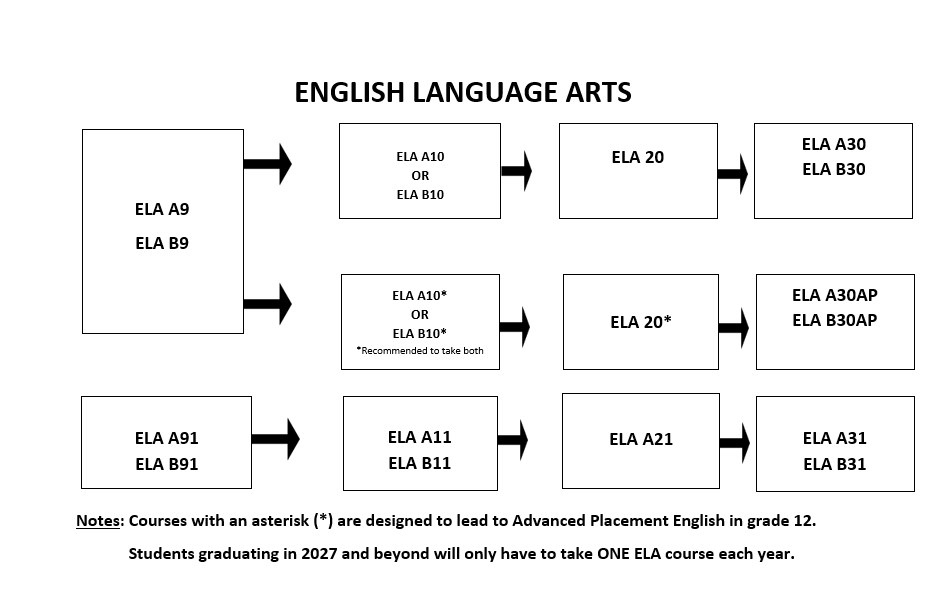 ENGLISH LANGUAGE ARTS
ELA A9
ELA B9
ELA A10
OR
ELA B10
ELA 20
ELA A30
ELA B30
ELA A10*
OR
ELA B10*
*Recommended to take both
ELA 20*
ELA A30AP
ELA B30AP
ELA A91
ELA B91
ELA A11
ELA B11
ELA A21
ELA A31
ELA B31
Notes: Courses with an asterisk (*) are designed to lead to Advanced Placement English in grade 12.
Students graduating in 2027 and beyond will only have to take ONE ELA course each year.